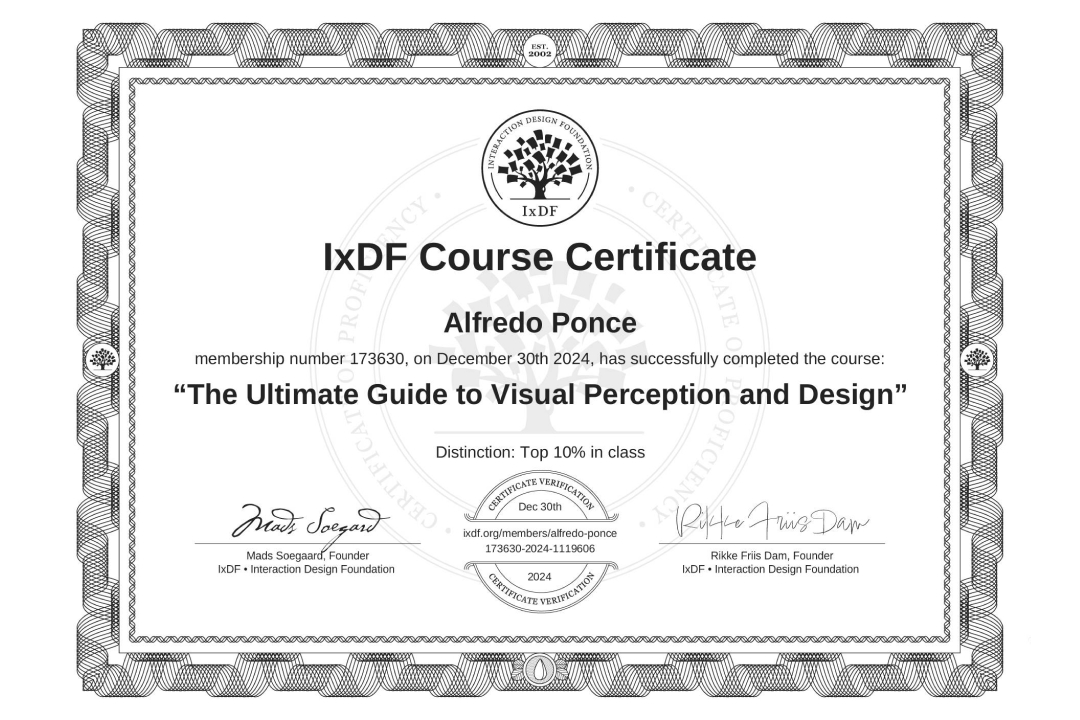 EST.
2002
INTERACTION DESIGN FOUNDATION
IxDF
IxDF Course Certificate
Alfredo Ponce
membership number 173630, on December 30th 2024, has successfully completed the course:
“The Ultimate Guide to Visual Perception and Design”
Distinction: Top 10% in class
CERTIFICATE VERIFICATION
Dec 30th
ixdf.org/members/alfredo-ponce
173630-2024-1119606
2024
CERTIFICATE VERIFICATION
Mads Soegaard
Mads Soegaard, Founder
IxDF • Interaction Design Foundation
Rikke Friis Dam
Rikke Friis Dam, Founder
IxDF • Interaction Design Foundation
• CERTIFICATE OF PROFICIENCY •
• CERTIFICATE OF PROFICIENCY •